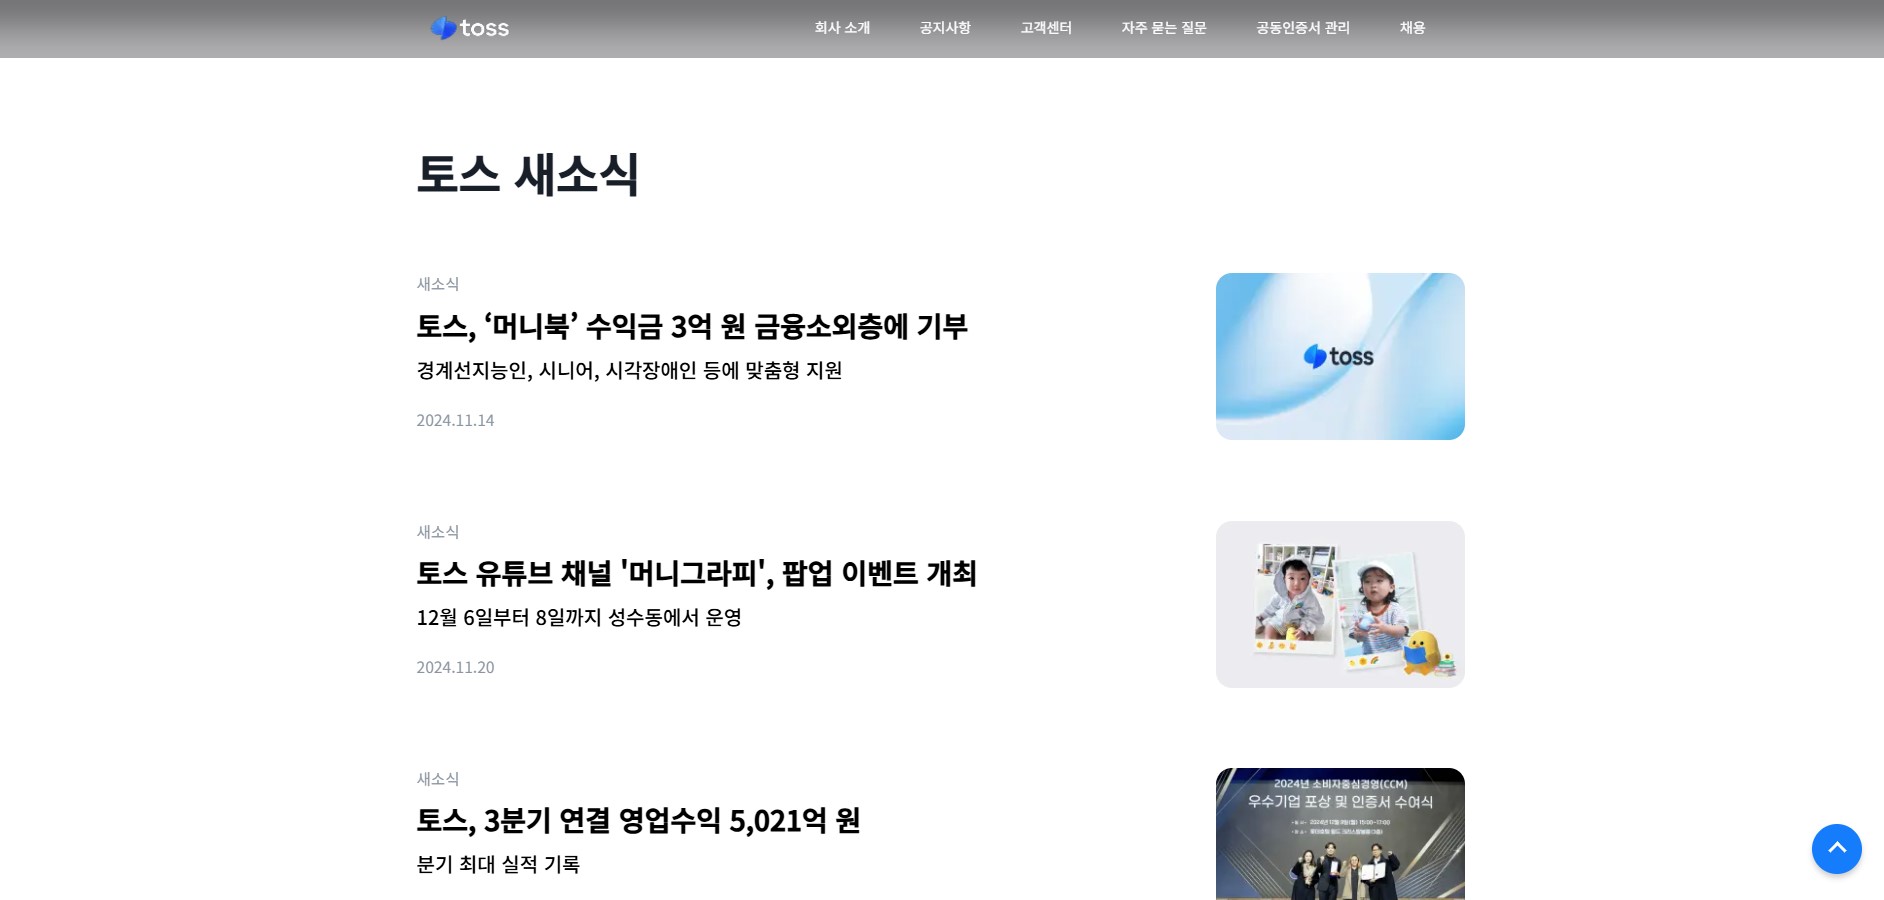 toss
회사 소개
공지사항
고객센터
자주 묻는 질문
공동인증서 관리
채용
토스 새소식
새소식
토스, ‘머니북’ 수익금 3억 원 금융소외층에 기부
경계선지능인, 시니어, 시각장애인 등에 맞춤형 지원
2024.11.14
toss
새소식
토스 유튜브 채널 '머니그라피', 팝업 이벤트 개최
12월 6일부터 8일까지 성수동에서 운영
2024.11.20
새소식
토스, 3분기 연결 영업수익 5,021억 원
분기 최대 실적 기록
2024년 소비자중심경영(CCM)
우수기업 포상 및 인증서 수여식